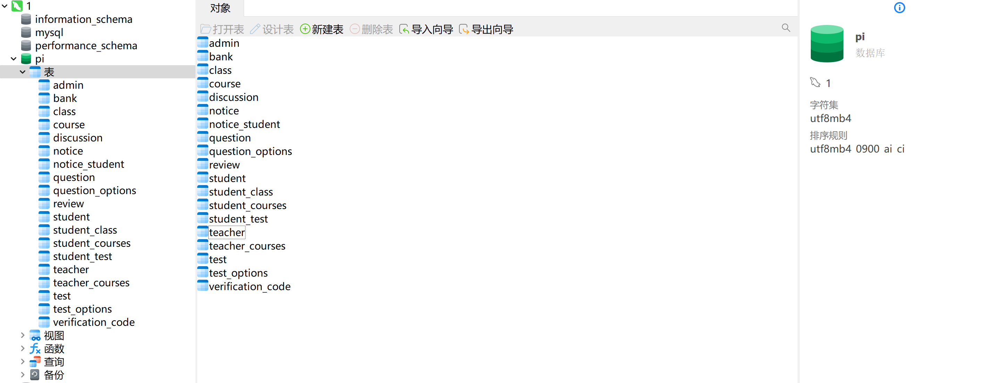 1
information_schema
mysql
performance_schema
pi
表
admin
bank
class
course
discussion
notice
notice_student
question
question_options
review
student
student_class
student_courses
student_test
teacher
teacher_courses
test
test_options
verification_code
视图
函数
查询
备份
对象
打开表 设计表 新建表 删除表 导入向导 导出向导
admin
bank
class
course
discussion
notice
notice_student
question
question_options
review
student
student_class
student_courses
student_test
teacher
teacher_courses
test
test_options
verification_code
pi
数据库
1
字符集
utf8mb4
排序规则
utf8mb4_0900_ai_ci